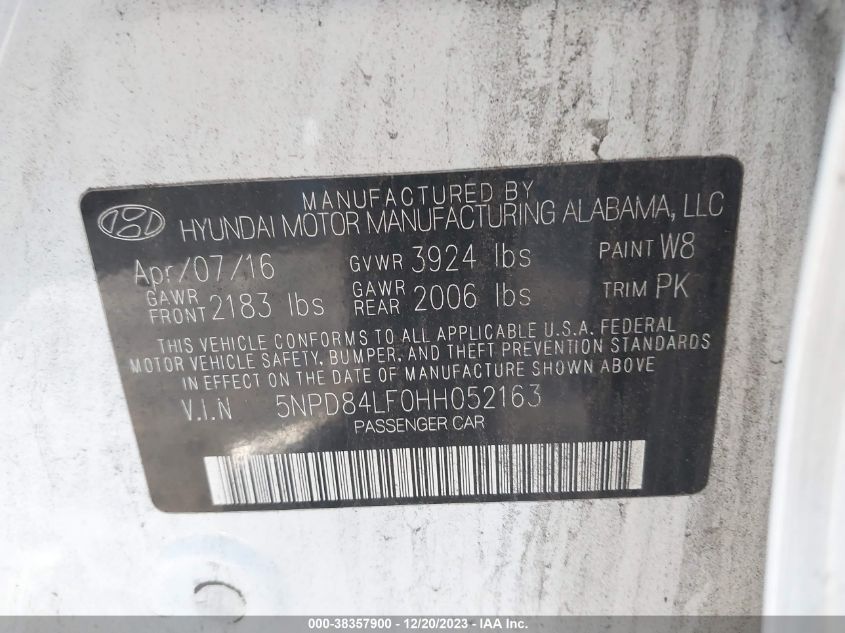 MANUFACTURED BY
HYUNDAI MOTOR MANUFACTURING ALABAMA, LLC
Apr/07/16 GVWR 3924 lbs PAINT W8
GAWR FRONT 2183 lbs GAWR REAR 2006 lbs TRIM PK
THIS VEHICLE CONFORMS TO ALL APPLICABLE U.S.A. FEDERAL
MOTOR VEHICLE SAFETY, BUMPER, AND THEFT PREVENTION STANDARDS
IN EFFECT ON THE DATE OF MANUFACTURE SHOWN ABOVE
V.I.N 5NPD84LF0HH052163
PASSENGER CAR
000-38357900 - 12/20/2023 - IAA Inc.